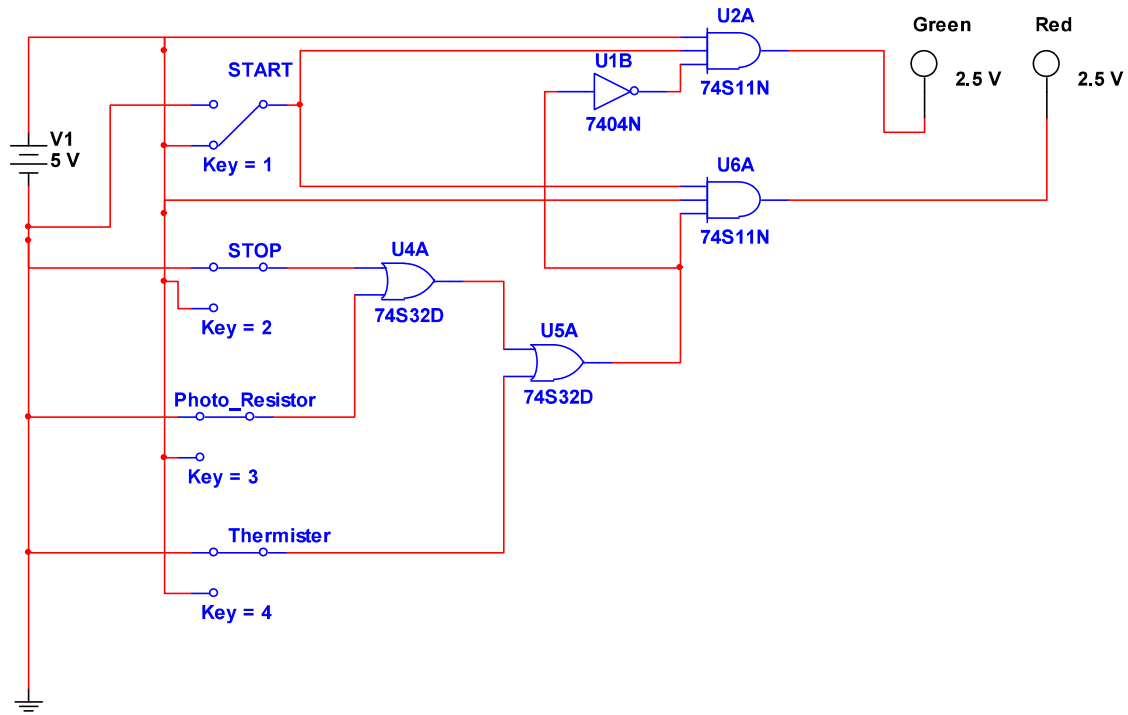 U2A
Green
Red
START
U1B
2.5 V
2.5 V
74S11N
V1
5 V
7404N
Key = 1
U6A
74S11N
STOP
U4A
74S32D
Key = 2
U5A
74S32D
Photo_Resistor
Key = 3
Thermister
Key = 4